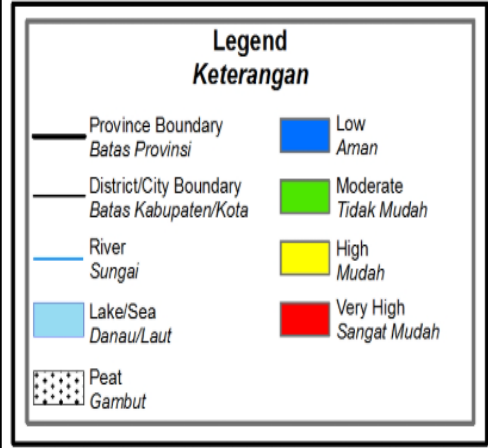 Legend
Keterangan
Province Boundary
Batas Provinsi
District/City Boundary
Batas Kabupaten/Kota
River
Sungai
Lake/Sea
Danau/Laut
Peat
Gambut
Low
Aman
Moderate
Tidak Mudah
High
Mudah
Very High
Sangat Mudah